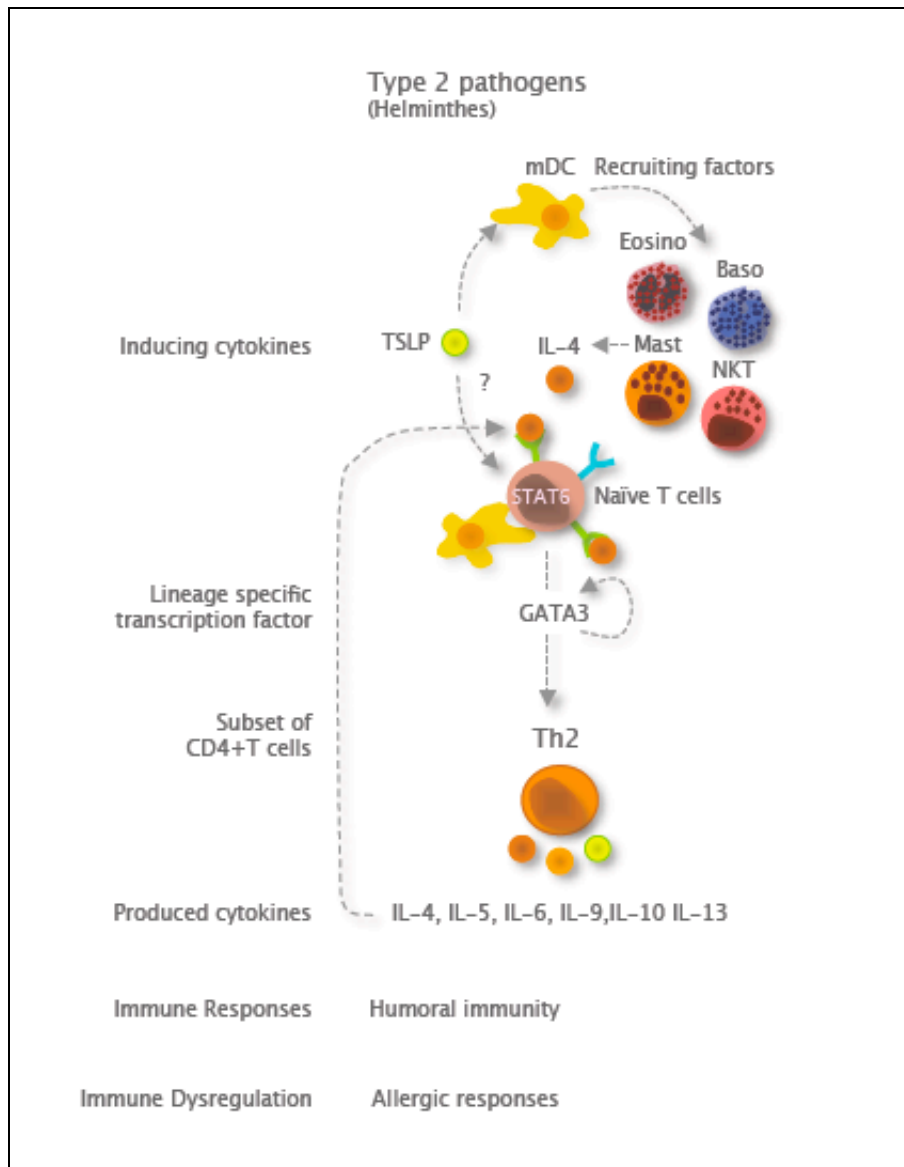 Type 2 pathogens
(Helminthes)
mDC Recruiting factors
Eosino
Baso
Inducing cytokines
TSLP
IL-4
Mast
NKT
?
STAT6
Naïve T cells
Lineage specific
transcription factor
GATA3
Subset of
CD4+T cells
Th2
Produced cytokines
IL-4, IL-5, IL-6, IL-9,IL-10 IL-13
Immune Responses
Humoral immunity
Immune Dysregulation
Allergic responses